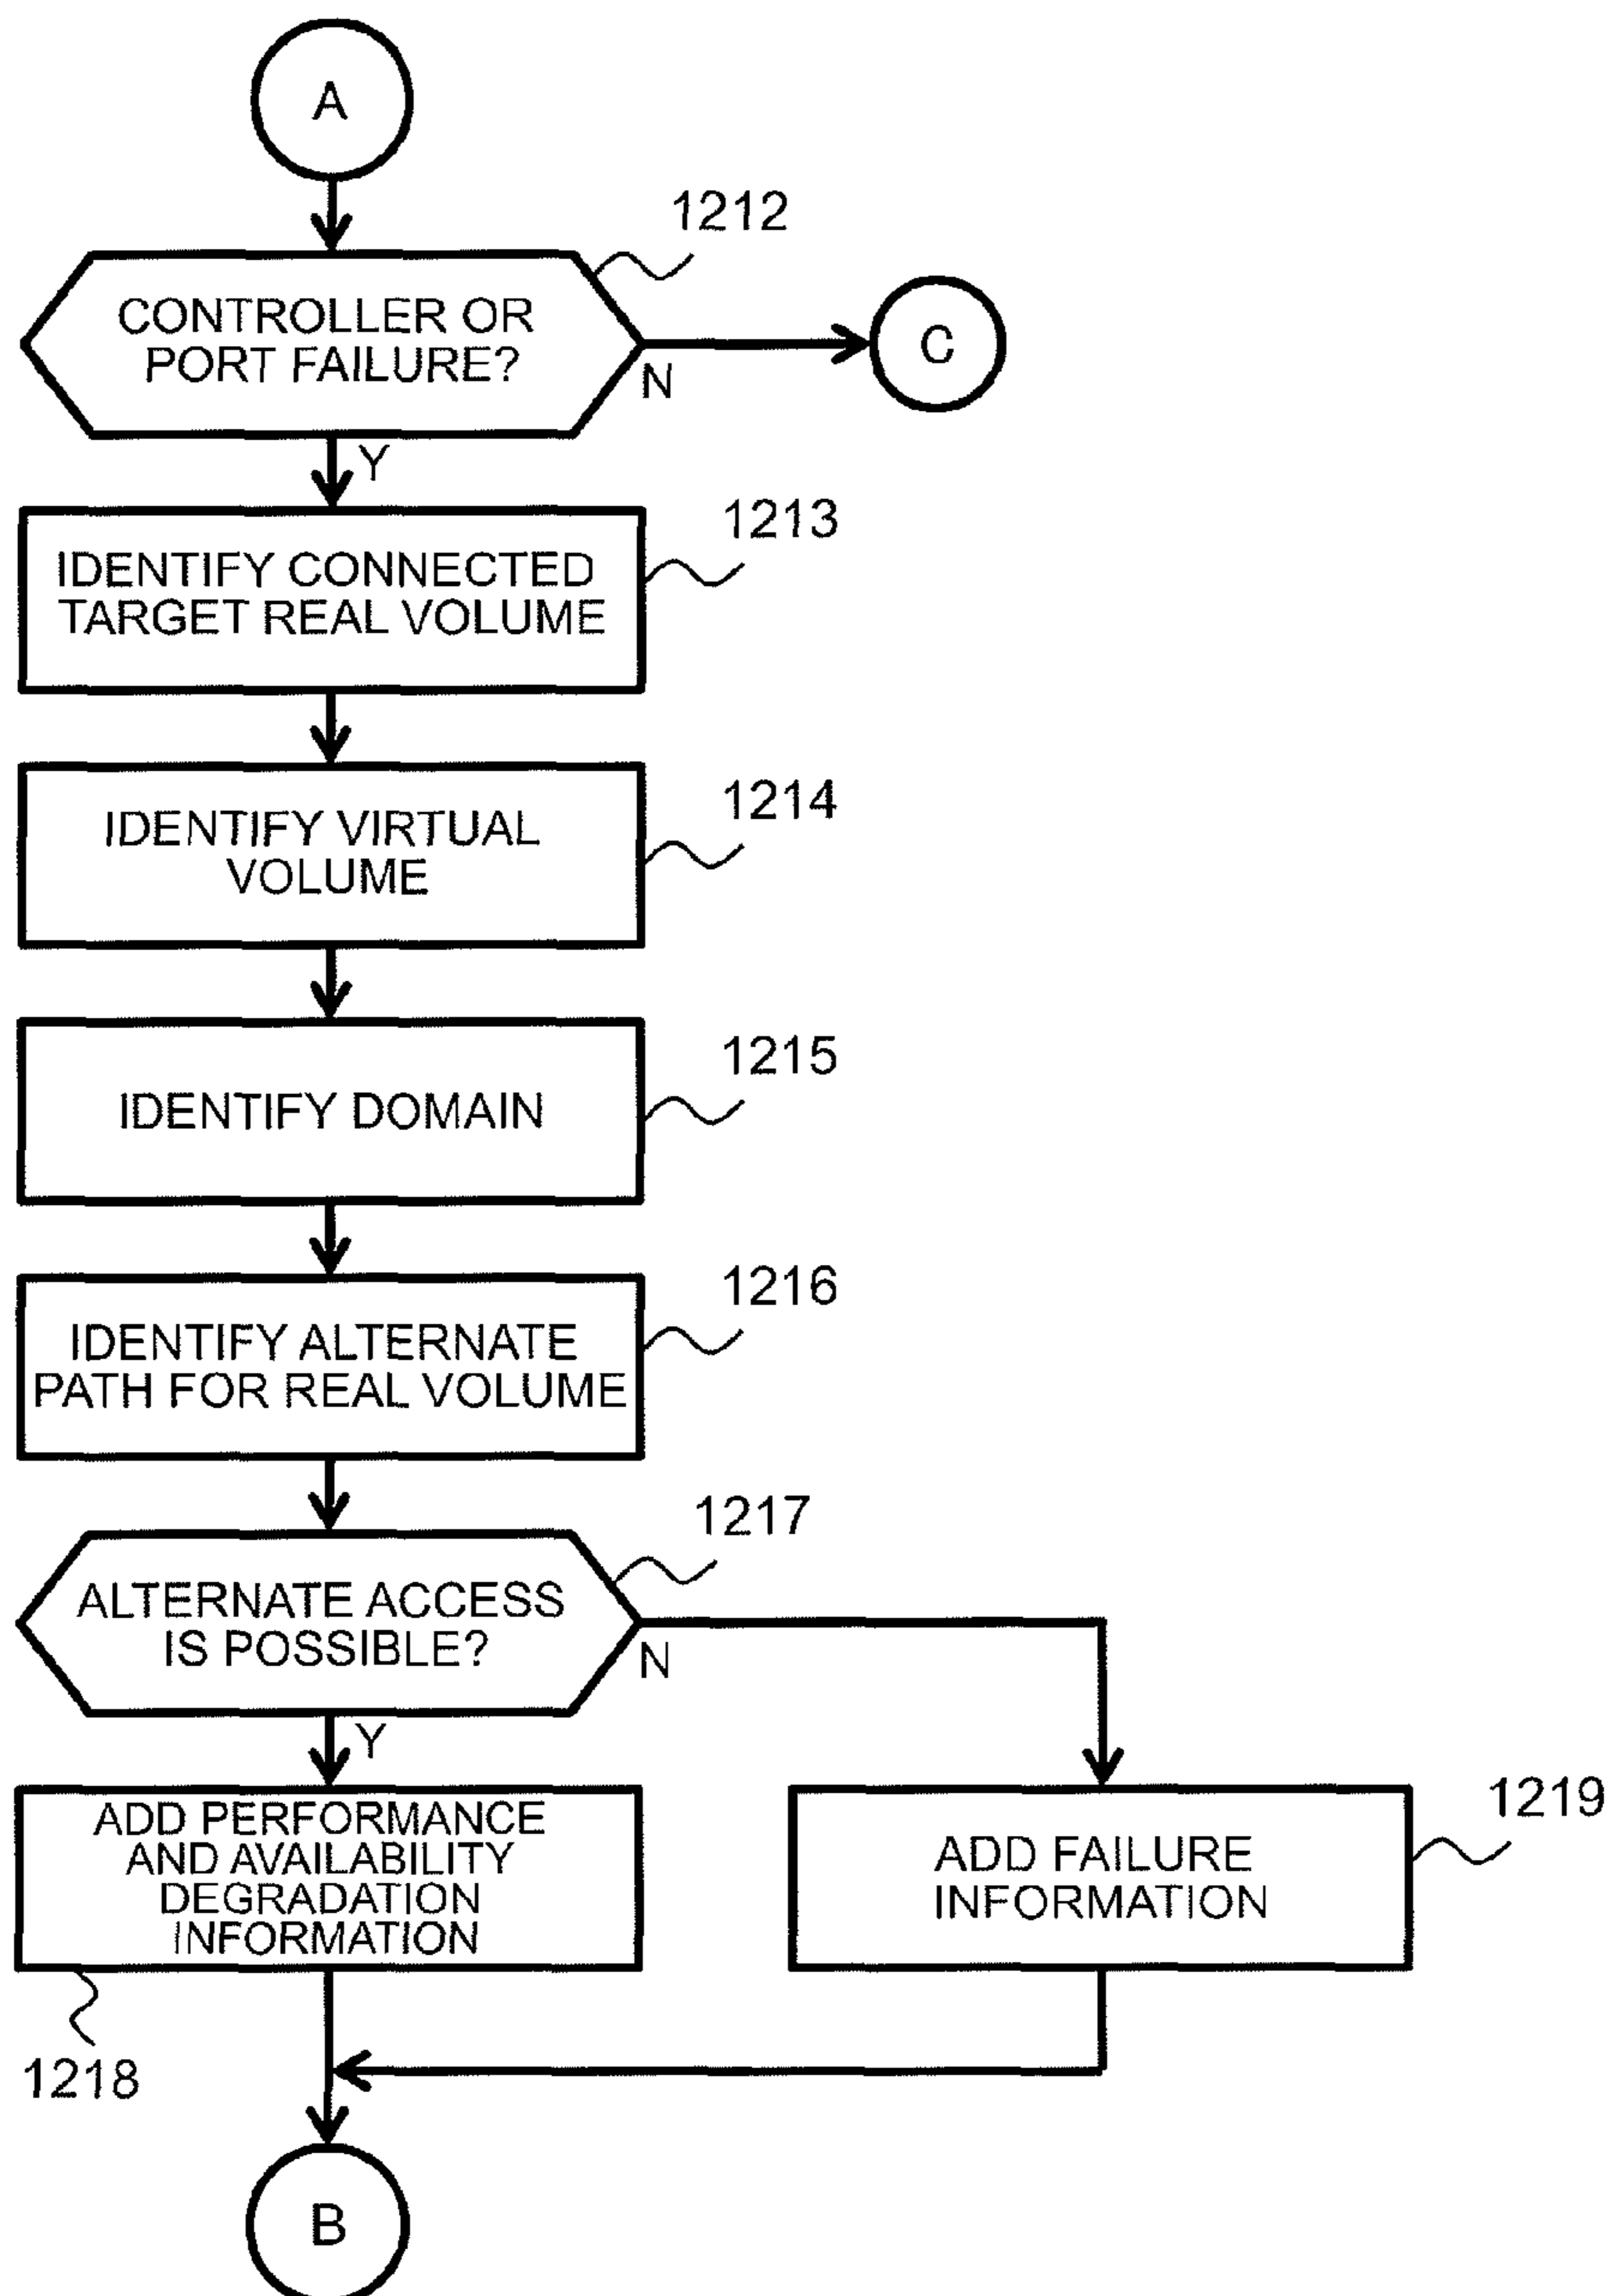 A
1212
CONTROLLER OR
PORT FAILURE?
N
C
Y
1213
IDENTIFY CONNECTED
TARGET REAL VOLUME
1214
IDENTIFY VIRTUAL
VOLUME
1215
IDENTIFY DOMAIN
1216
IDENTIFY ALTERNATE
PATH FOR REAL VOLUME
1217
ALTERNATE ACCESS
IS POSSIBLE?
N
Y
ADD PERFORMANCE
AND AVAILABILITY
DEGRADATION
INFORMATION
1218
1219
ADD FAILURE
INFORMATION
B